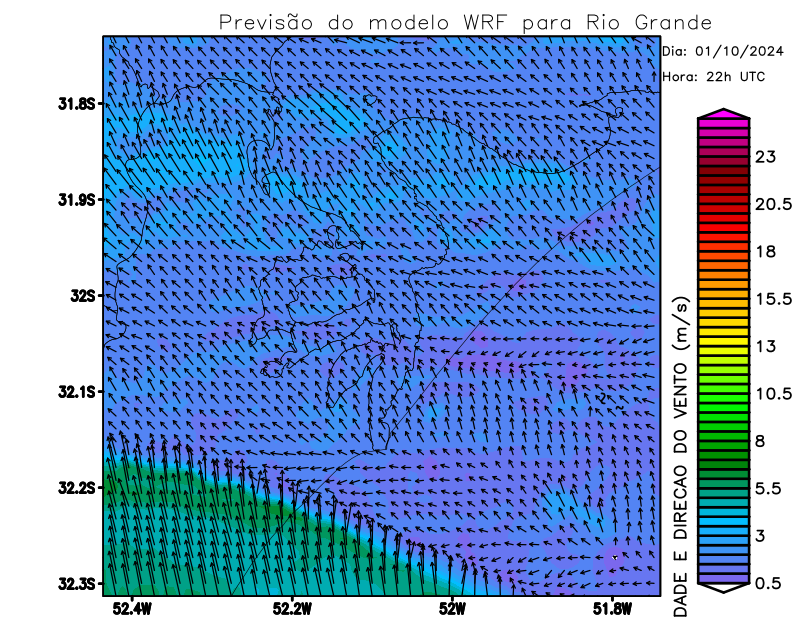 Previsão do modelo WRF para Rio Grande
Dia: 01/10/2024
Hora: 22h UTC
31.8S
31.9S
32S
32.1S
32.2S
32.3S
52.4W
52.2W
52W
51.8W
23
20.5
18
15.5
13
10.5
8
5.5
3
0.5
DADE E DIRECAO DO VENTO (m/s)